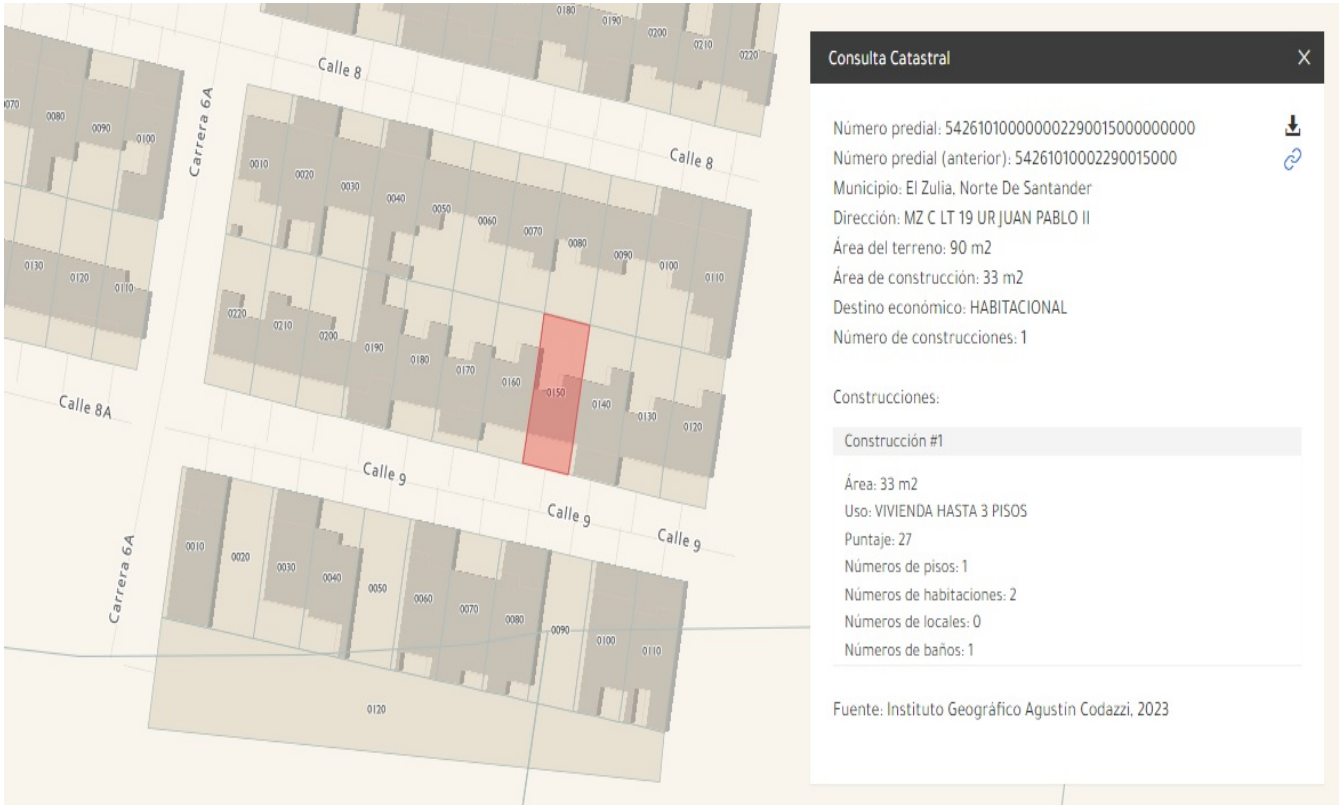 0180
0190
0200
0210
0220
Calle 8
Calle 8
Carrera 6A
0070
0080
0090
0100
0010
0020
0030
0040
0050
0060
0070
0080
0090
0100
0110
0130
0120
0110
0220
0210
0200
0190
0180
0170
0160
0150
0140
0130
0120
Calle 8A
Calle 9
Calle 9
Calle 9
Carrera 6A
0010
0020
0030
0040
0050
0060
0070
0080
0090
0100
0110
0120
Consulta Catastral X
Número predial: 542610100000002290015000000000
Número predial (anterior): 54261010002290015000
Municipio: El Zulia, Norte De Santander
Dirección: MZ C LT 19 UR JUAN PABLO II
Área del terreno: 90 m2
Área de construcción: 33 m2
Destino económico: HABITACIONAL
Número de construcciones: 1
Construcciones:
Construcción #1
Área: 33 m2
Uso: VIVIENDA HASTA 3 PISOS
Puntaje: 27
Números de pisos: 1
Números de habitaciones: 2
Números de locales: 0
Números de baños: 1
Fuente: Instituto Geográfico Agustín Codazzi, 2023